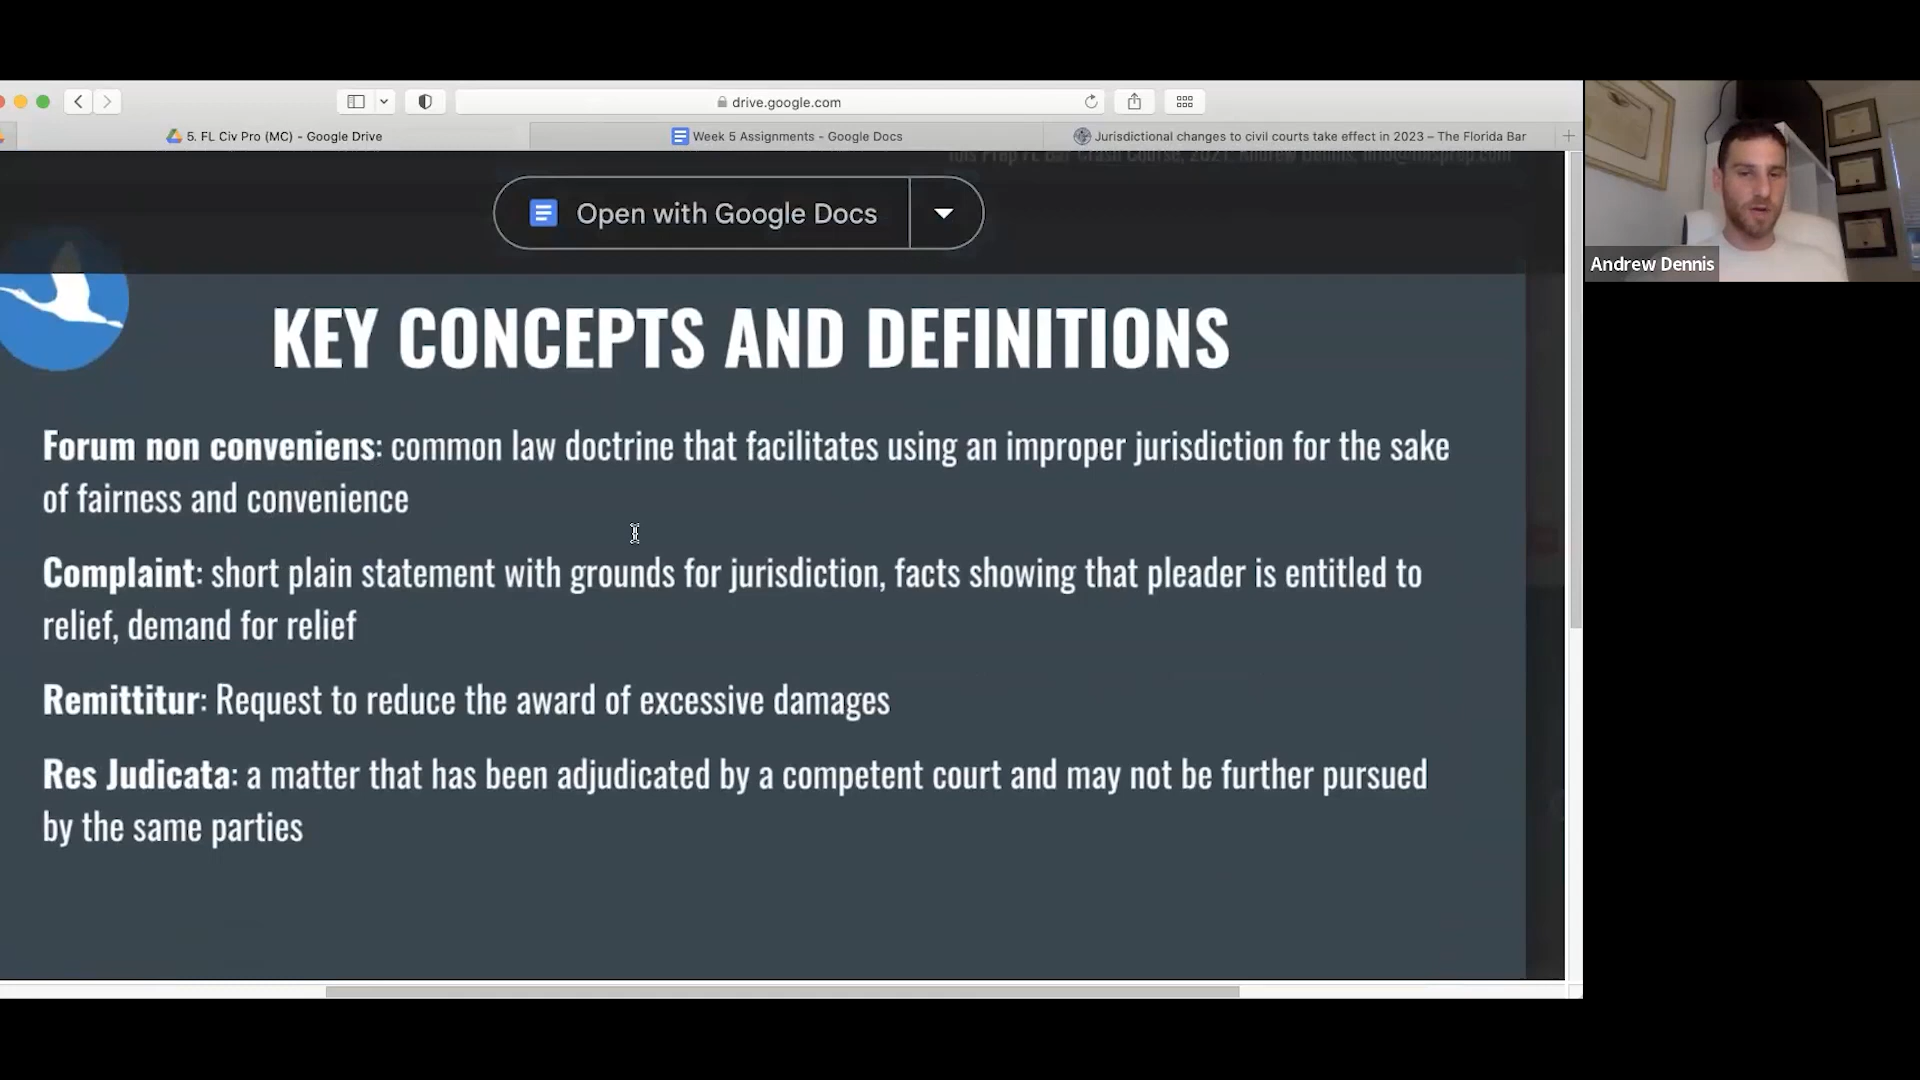 drive.google.com
5. FL Civ Pro (MC) - Google Drive
Week 5 Assignments - Google Docs
Jurisdictional changes to civil courts take effect in 2023 – The Florida Bar
Open with Google Docs
Andrew Dennis
KEY CONCEPTS AND DEFINITIONS
Forum non conveniens: common law doctrine that facilitates using an improper jurisdiction for the sake
of fairness and convenience
Complaint: short plain statement with grounds for jurisdiction, facts showing that pleader is entitled to
relief, demand for relief
Remittitur: Request to reduce the award of excessive damages
Res Judicata: a matter that has been adjudicated by a competent court and may not be further pursued
by the same parties